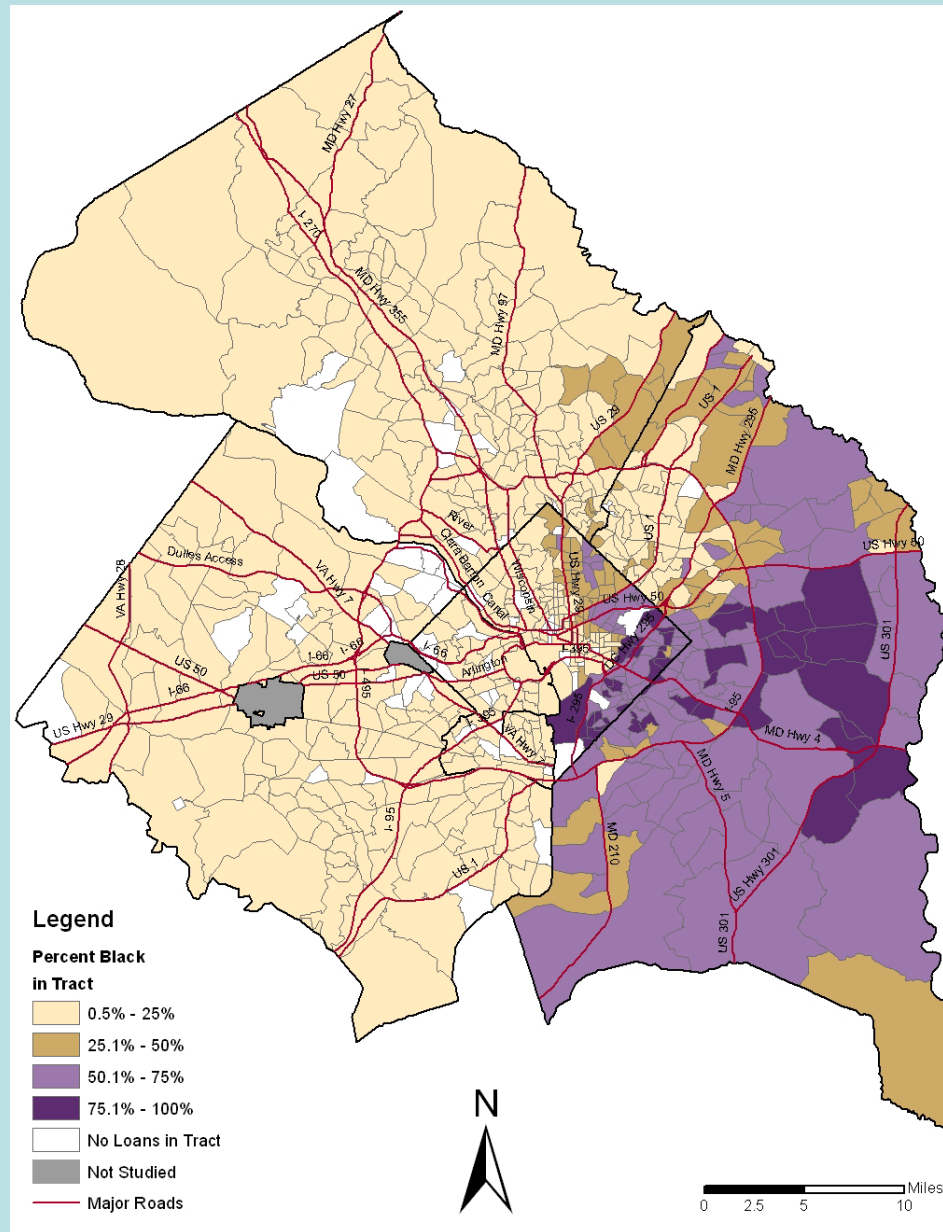 MD Hwy 27
I-270
MD Hwy 355
MD Hwy 97
US 29
US 1
MD Hwy 295
River
Clara Barton
Canal
Wisconsin
US Hwy 29
US 1
US Hwy 50
US Hwy 50
Dulles Access
VA Hwy 7
VA Hwy 28
US 50
I-66
US Hwy 29
I-66
I-66
US 50
I-66
Arlington
I-395
US Hwy 295
I-295
I-495
I-395
VA Hwy 7
I-95
US 301
MD Hwy 4
MD Hwy 5
MD 210
US Hwy 301
US 301
I-95
US 1
Legend
Percent Black
in Tract
0.5% - 25%
25.1% - 50%
50.1% - 75%
75.1% - 100%
No Loans in Tract
Not Studied
Major Roads
N
Miles
0 2.5 5 10